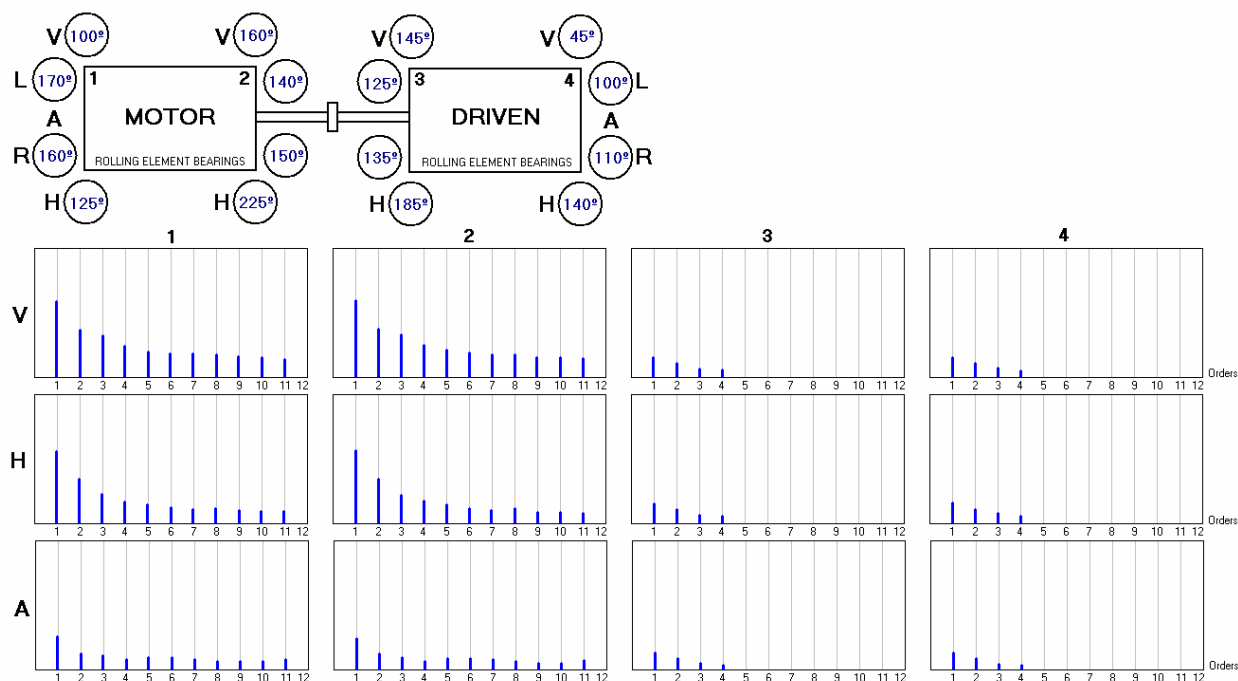 V 100º V 160º V 145º V 45º
L 170º 1 2 140º 125º 3 4 100º L
A MOTOR DRIVEN A
R 160º ROLLING ELEMENT BEARINGS 150º 135º ROLLING ELEMENT BEARINGS 110º R
H 125º H 225º H 185º H 140º
1 2 3 4
V
1 2 3 4 5 6 7 8 9 10 11 12 1 2 3 4 5 6 7 8 9 10 11 12 1 2 3 4 5 6 7 8 9 10 11 12 1 2 3 4 5 6 7 8 9 10 11 12 Orders
H
1 2 3 4 5 6 7 8 9 10 11 12 1 2 3 4 5 6 7 8 9 10 11 12 1 2 3 4 5 6 7 8 9 10 11 12 1 2 3 4 5 6 7 8 9 10 11 12 Orders
A
1 2 3 4 5 6 7 8 9 10 11 12 1 2 3 4 5 6 7 8 9 10 11 12 1 2 3 4 5 6 7 8 9 10 11 12 1 2 3 4 5 6 7 8 9 10 11 12 Orders